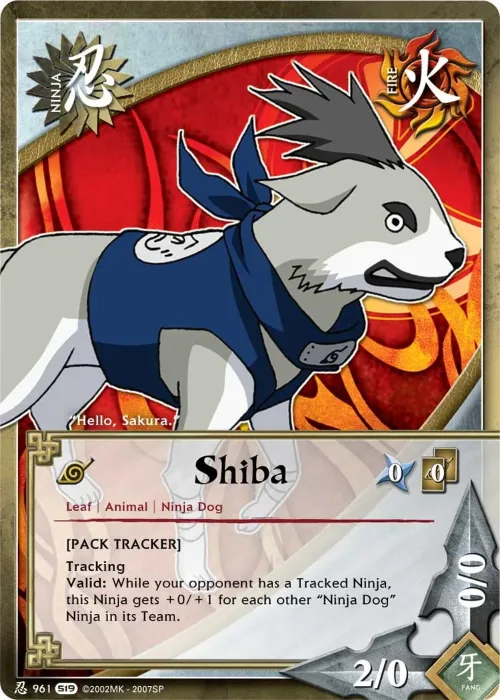 NINJA
忍
FIRE
火
"Hello, Sakura."
Shiba
0
0
Leaf | Animal | Ninja Dog
[PACK TRACKER]
Tracking
Valid: While your opponent has a Tracked Ninja,
this Ninja gets +0/+1 for each other "Ninja Dog"
Ninja in its Team.
0/0
2/0
牙
FANG
忍 961 S19 ©2002MK - 2007SP